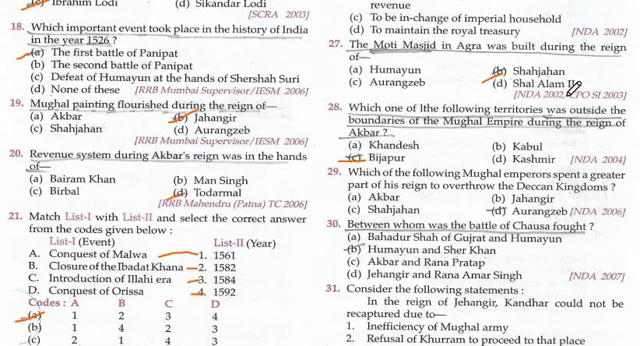 (c) Ibrahim Lodi (d) Sikandar Lodi
[SCRA 2003]
18. Which important event took place in the history of India
in the year 1526 ?
(a) The first battle of Panipat
(b) The second battle of Panipat
(c) Defeat of Humayun at the hands of Shershah Suri
(d) None of these [RRB Mumbai Supervisor/IESM 2006]
19. Mughal painting flourished during the reign of—
(a) Akbar (b) Jahangir
(c) Shahjahan (d) Aurangzeb
[RRB Mumbai Supervisor/IESM 2006]
20. Revenue system during Akbar's reign was in the hands
of—
(a) Bairam Khan (b) Man Singh
(c) Birbal (d) Todarmal
[RRB Mahendru (Patna) TC 2006]
21. Match List-I with List-II and select the correct answer
from the codes given below :
List-I (Event) List-II (Year)
A. Conquest of Malwa 1. 1561
B. Closure of the Ibadat Khana 2. 1582
C. Introduction of Illahi era 3. 1584
D. Conquest of Orissa 4. 1592
Codes : A B C D
(a) 1 2 3 4
(b) 1 4 2 3
(c) 2 1 4 3
revenue
(c) To be in-change of imperial household
(d) To maintain the royal treasury [NDA 2002]
27. The Moti Masjid in Agra was built during the reign
of—
(a) Humayun (b) Shahjahan
(c) Aurangzeb (d) Shal Alam II
[NDA 2002, CPO SI 2003]
28. Which one of lthe following territories was outside the
boundaries of the Mughal Empire during the reign of
Akbar ?
(a) Khandesh (b) Kabul
(c) Bijapur (d) Kashmir [NDA 2004]
29. Which of the following Mughal emperors spent a greater
part of his reign to overthrow the Deccan Kingdoms ?
(a) Akbar (b) Jahangir
(c) Shahjahan (d) Aurangzeb [NDA 2006]
30. Between whom was the battle of Chausa fought ?
(a) Bahadur Shah of Gujrat and Humayun
(b) Humayun and Sher Khan
(c) Akbar and Rana Pratap
(d) Jehangir and Rana Amar Singh [NDA 2007]
31. Consider the following statements :
In the reign of Jehangir, Kandhar could not be
recaptured due to—
1. Inefficiency of Mughal army
2. Refusal of Khurram to proceed to that place